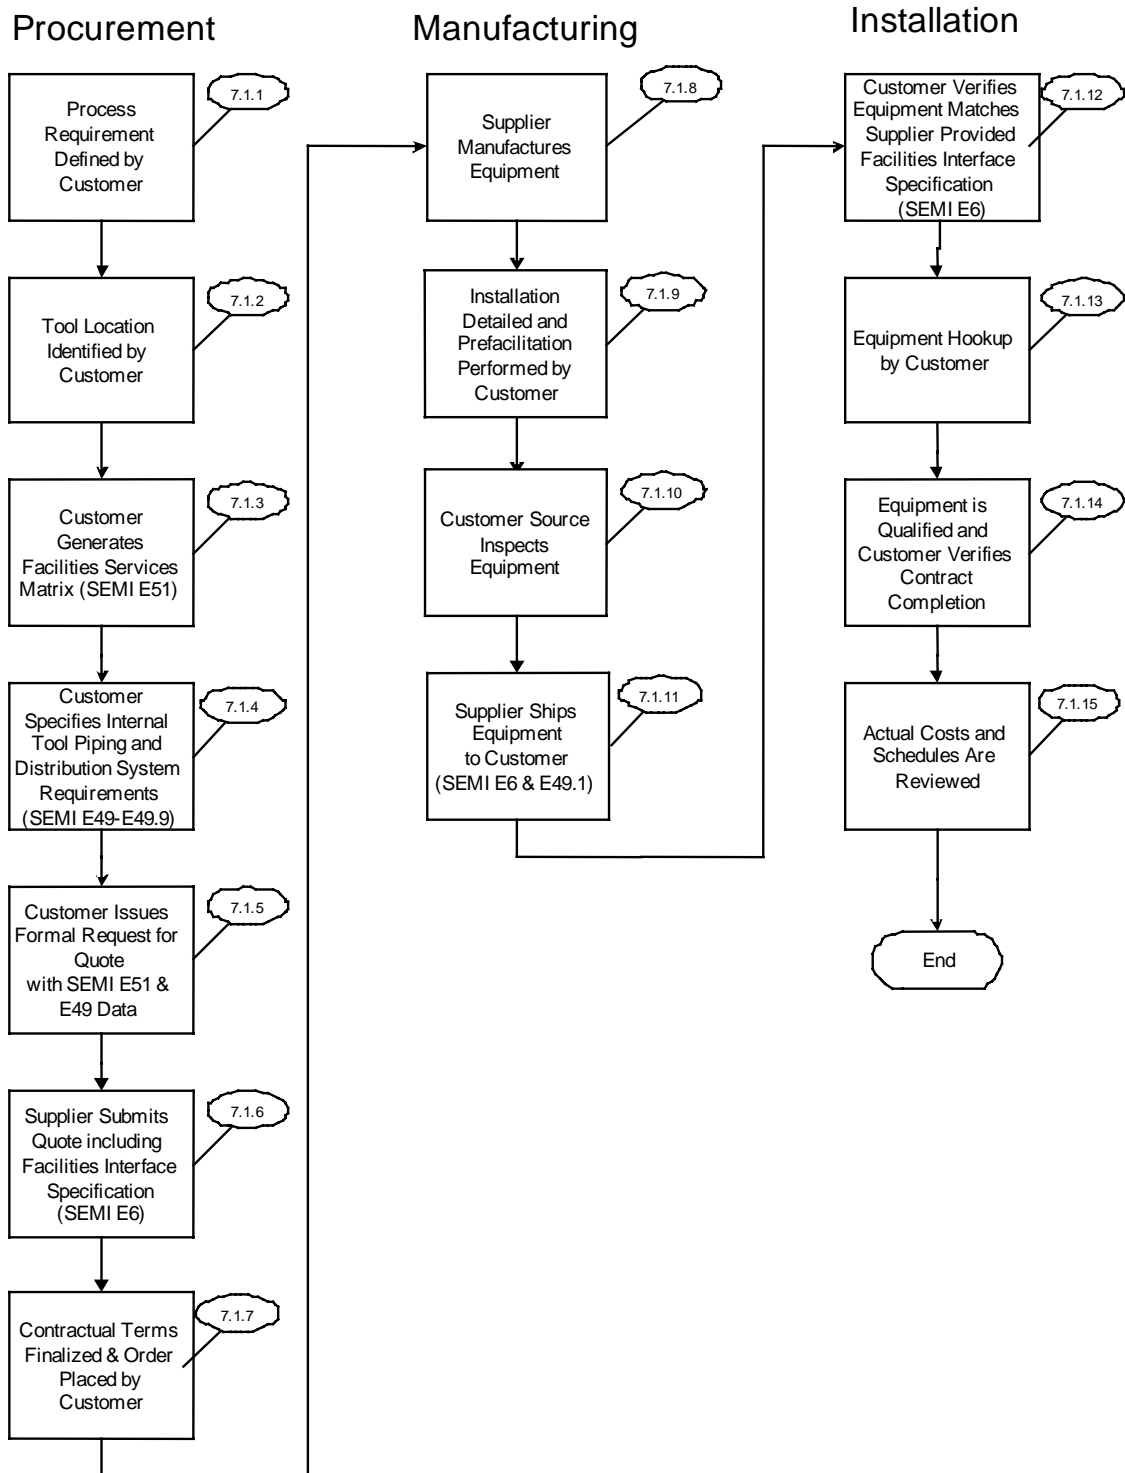 Procurement
Process
Requirement
Defined by
Customer
7.1.1
Tool Location
Identified by
Customer
7.1.2
Customer
Generates
Facilities Services
Matrix (SEMI E51)
7.1.3
Customer
Specifies Internal
Tool Piping and
Distribution System
Requirements
(SEMI E49-E49.9)
7.1.4
Customer Issues
Formal Request for
Quote
with SEMI E51 &
E49 Data
7.1.5
Supplier Submits
Quote including
Facilities Interface
Specification
(SEMI E6)
7.1.6
Contractual Terms
Finalized & Order
Placed by
Customer
7.1.7
Manufacturing
Supplier
Manufactures
Equipment
7.1.8
Installation
Detailed and
Prefacilitation
Performed by
Customer
7.1.9
Customer Source
Inspects
Equipment
7.1.10
Supplier Ships
Equipment
to Customer
(SEMI E6 & E49.1)
7.1.11
Installation
Customer Verifies
Equipment Matches
Supplier Provided
Facilities Interface
Specification
(SEMI E6)
7.1.12
Equipment Hookup
by Customer
7.1.13
Equipment is
Qualified and
Customer Verifies
Contract
Completion
7.1.14
Actual Costs and
Schedules Are
Reviewed
7.1.15
End